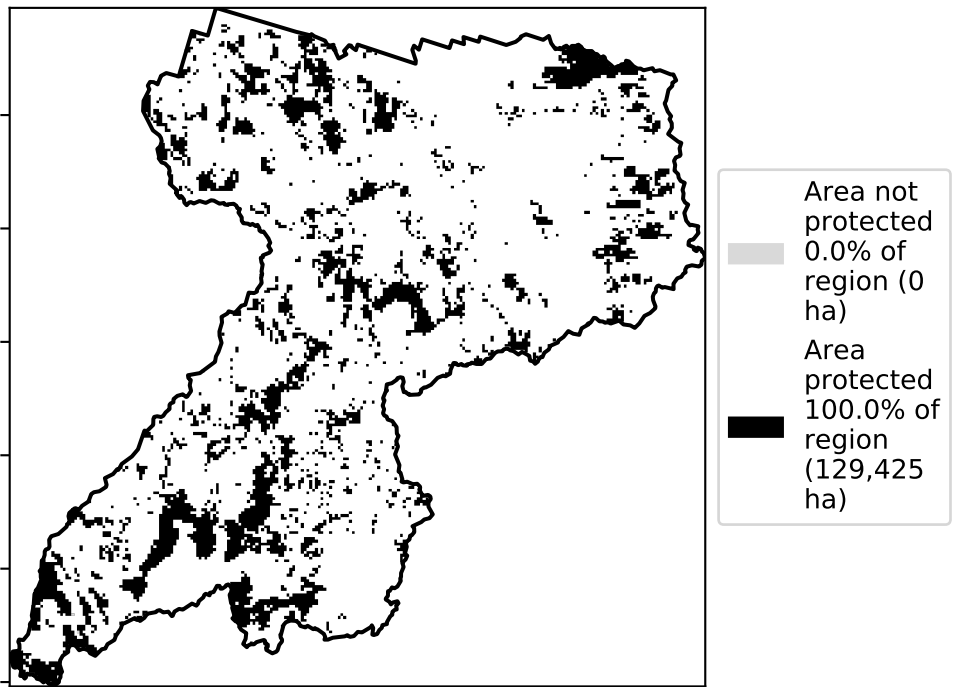 Area not
protected
0.0% of
region (0
ha)
Area
protected
100.0% of
region
(129,425
ha)